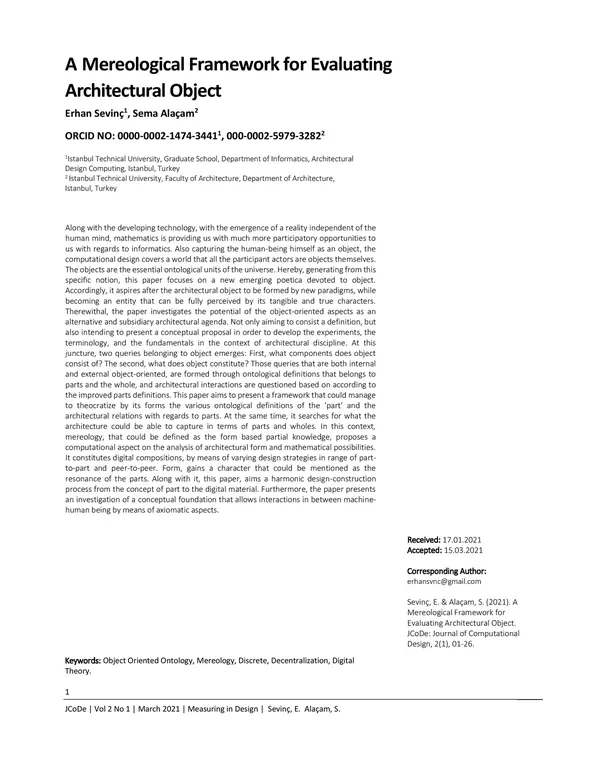 A Mereological Framework for Evaluating
Architectural Object
Erhan Sevinç1, Sema Alaçam2
ORCID NO: 0000-0002-1474-34411, 000-0002-5979-32822
1Istanbul Technical University, Graduate School, Department of Informatics, Architectural
Design Computing, Istanbul, Turkey
2 Istanbul Technical University, Faculty of Architecture, Department of Architecture,
Istanbul, Turkey
Along with the developing technology, with the emergence of a reality independent of the
human mind, mathematics is providing us with much more participatory opportunities to
us with regards to informatics. Also capturing the human-being himself as an object, the
computational design covers a world that all the participant actors are objects themselves.
The objects are the essential ontological units of the universe. Hereby, generating from this
specific notion, this paper focuses on a new emerging poetica devoted to object.
Accordingly, it aspires after the architectural object to be formed by new paradigms, while
becoming an entity that can be fully perceived by its tangible and true characters.
Therewithal, the paper investigates the potential of the object-oriented aspects as an
alternative and subsidiary architectural agenda. Not only aiming to consist a definition, but
also intending to present a conceptual proposal in order to develop the experiments, the
terminology, and the fundamentals in the context of architectural discipline. At this
juncture, two queries belonging to object emerges: First, what components does object
consist of? The second, what does object constitute? Those queries that are both internal
and external object-oriented, are formed through ontological definitions that belongs to
parts and the whole, and architectural interactions are questioned based on according to
the improved parts definitions. This paper aims to present a framework that could manage
to theocratize by its forms the various ontological definitions of the 'part' and the
architectural relations with regards to parts. At the same time, it searches for what the
architecture could be able to capture in terms of parts and wholes. In this context,
mereology, that could be defined as the form based partial knowledge, proposes a
computational aspect on the analysis of architectural form and mathematical possibilities.
It constitutes digital compositions, by means of varying design strategies in range of part-
to-part and peer-to-peer. Form, gains a character that could be mentioned as the
resonance of the parts. Along with it, this paper, aims a harmonic design-construction
process from the concept of part to the digital material. Furthermore, the paper presents
an investigation of a conceptual foundation that allows interactions in between machine-
human being by means of axiomatic aspects.
Received: 17.01.2021
Accepted: 15.03.2021
Corresponding Author:
erhansvnc@gmail.com
Sevinç, E. & Alaçam, S. (2021). A
Mereological Framework for
Evaluating Architectural Object.
JCoDe: Journal of Computational
Design, 2(1), 01-26.
Keywords: Object Oriented Ontology, Mereology, Discrete, Decentralization, Digital
Theory.
1
JCoDe | Vol 2 No 1 | March 2021 | Measuring in Design | Sevinç, E. Alaçam, S.